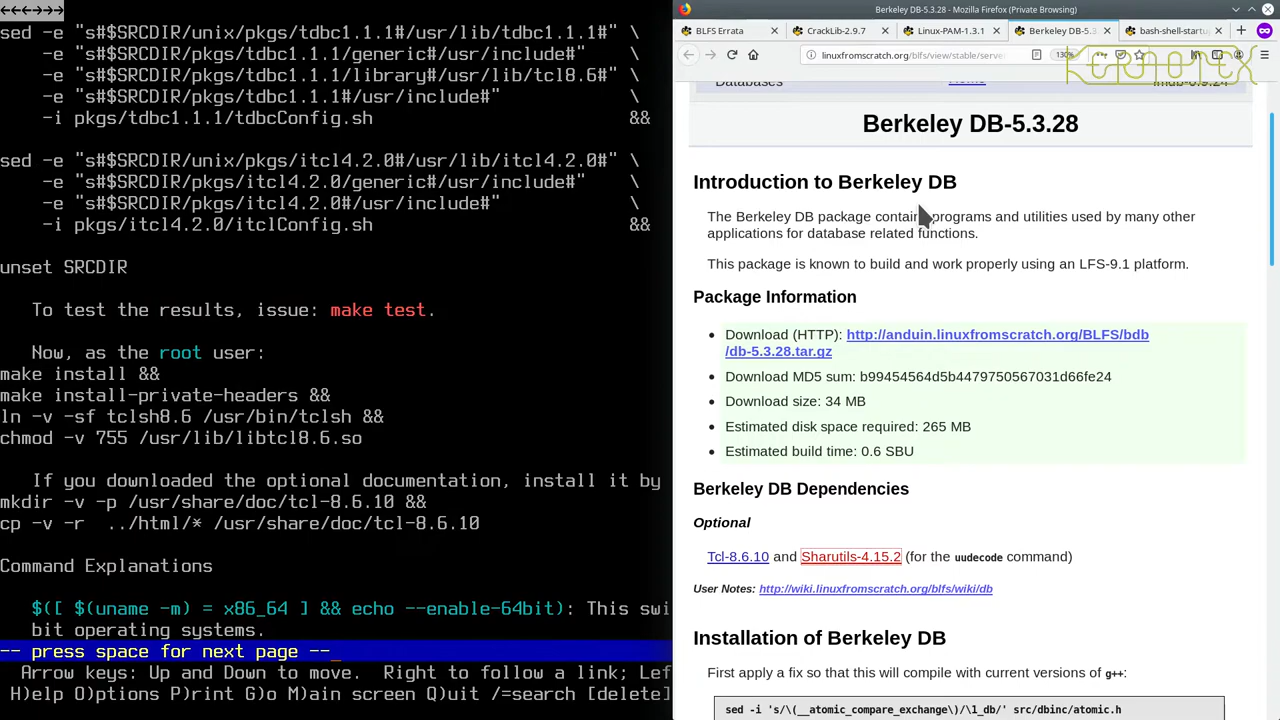 ←←←→→→
sed -e "s#$SRCDIR/unix/pkgs/tdbc1.1.1#/usr/lib/tdbc1.1.1#" \
-e "s#$SRCDIR/pkgs/tdbc1.1.1/generic#/usr/include#" \
-e "s#$SRCDIR/pkgs/tdbc1.1.1/library#/usr/lib/tcl8.6#" \
-e "s#$SRCDIR/pkgs/tdbc1.1.1#/usr/include#" \
-i pkgs/tdbc1.1.1/tdbcConfig.sh &&
sed -e "s#$SRCDIR/unix/pkgs/itcl4.2.0#/usr/lib/itcl4.2.0#" \
-e "s#$SRCDIR/pkgs/itcl4.2.0/generic#/usr/include#" \
-e "s#$SRCDIR/pkgs/itcl4.2.0#/usr/include#" \
-i pkgs/itcl4.2.0/itclConfig.sh &&
unset SRCDIR
To test the results, issue: make test.
Now, as the root user:
make install &&
make install-private-headers &&
ln -v -sf tclsh8.6 /usr/bin/tclsh &&
chmod -v 755 /usr/lib/libtcl8.6.so
If you downloaded the optional documentation, install it by
mkdir -v -p /usr/share/doc/tcl-8.6.10 &&
cp -v -r ../html/* /usr/share/doc/tcl-8.6.10
Command Explanations
$([ $(uname -m) = x86_64 ] && echo --enable-64bit): This swi
bit operating systems.
-- press space for next page --
Arrow keys: Up and Down to move. Right to follow a link; Lef
H)elp O)ptions P)rint G)o M)ain screen Q)uit /=search [delete]
Berkeley DB-5.3.28 - Mozilla Firefox (Private Browsing)
BLFS Errata
CrackLib-2.9.7
Linux-PAM-1.3.1
Berkeley DB-5.3
bash-shell-startu
linuxfromscratch.org/blfs/view/stable/serve
130%
Databases
Home
lmdb-0.9.24
Berkeley DB-5.3.28
Introduction to Berkeley DB
The Berkeley DB package contains programs and utilities used by many other
applications for database related functions.
This package is known to build and work properly using an LFS-9.1 platform.
Package Information
• Download (HTTP): http://anduin.linuxfromscratch.org/BLFS/bdb
/db-5.3.28.tar.gz
• Download MD5 sum: b99454564d5b4479750567031d66fe24
• Download size: 34 MB
• Estimated disk space required: 265 MB
• Estimated build time: 0.6 SBU
Berkeley DB Dependencies
Optional
Tcl-8.6.10 and Sharutils-4.15.2 (for the uudecode command)
User Notes: http://wiki.linuxfromscratch.org/blfs/wiki/db
Installation of Berkeley DB
First apply a fix so that this will compile with current versions of g++:
sed -i 's/\(__atomic_compare_exchange\)/\1_db/' src/dbinc/atomic.h